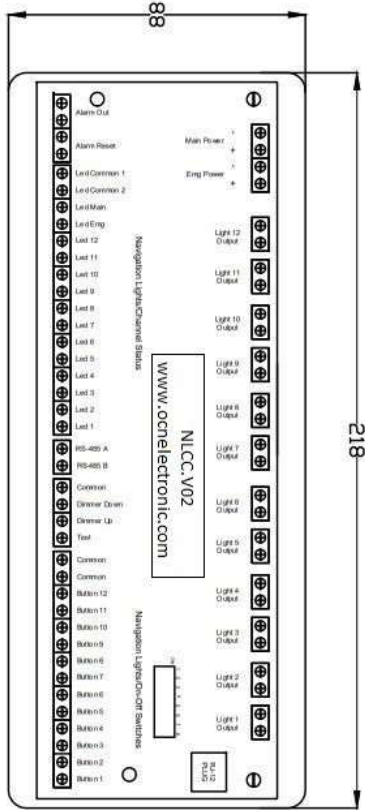 88
218
Alarm Out
Alarm Reset
Led Common 1
Led Common 2
Led Main
Led Emg
Led 12
Led 11
Led 10
Led 9
Led 8
Led 7
Led 6
Led 5
Led 4
Led 3
Led 2
Led 1
RS-485 A
RS-485 B
Common
Dimmer Down
Dimmer Up
Test
Common
Common
Button 12
Button 11
Button 10
Button 9
Button 8
Button 7
Button 6
Button 5
Button 4
Button 3
Button 2
Button 1
Navigation Lights/Channel Status
Navigation Lights/On-Off Switches
NLCC.V02
www.ocnelectronic.com
Main Power
-
+
Emg Power
-
+
Light 12
Output
Light 11
Output
Light 10
Output
Light 9
Output
Light 8
Output
Light 7
Output
Light 6
Output
Light 5
Output
Light 4
Output
Light 3
Output
Light 2
Output
Light 1
Output
RJ-12
PLUG